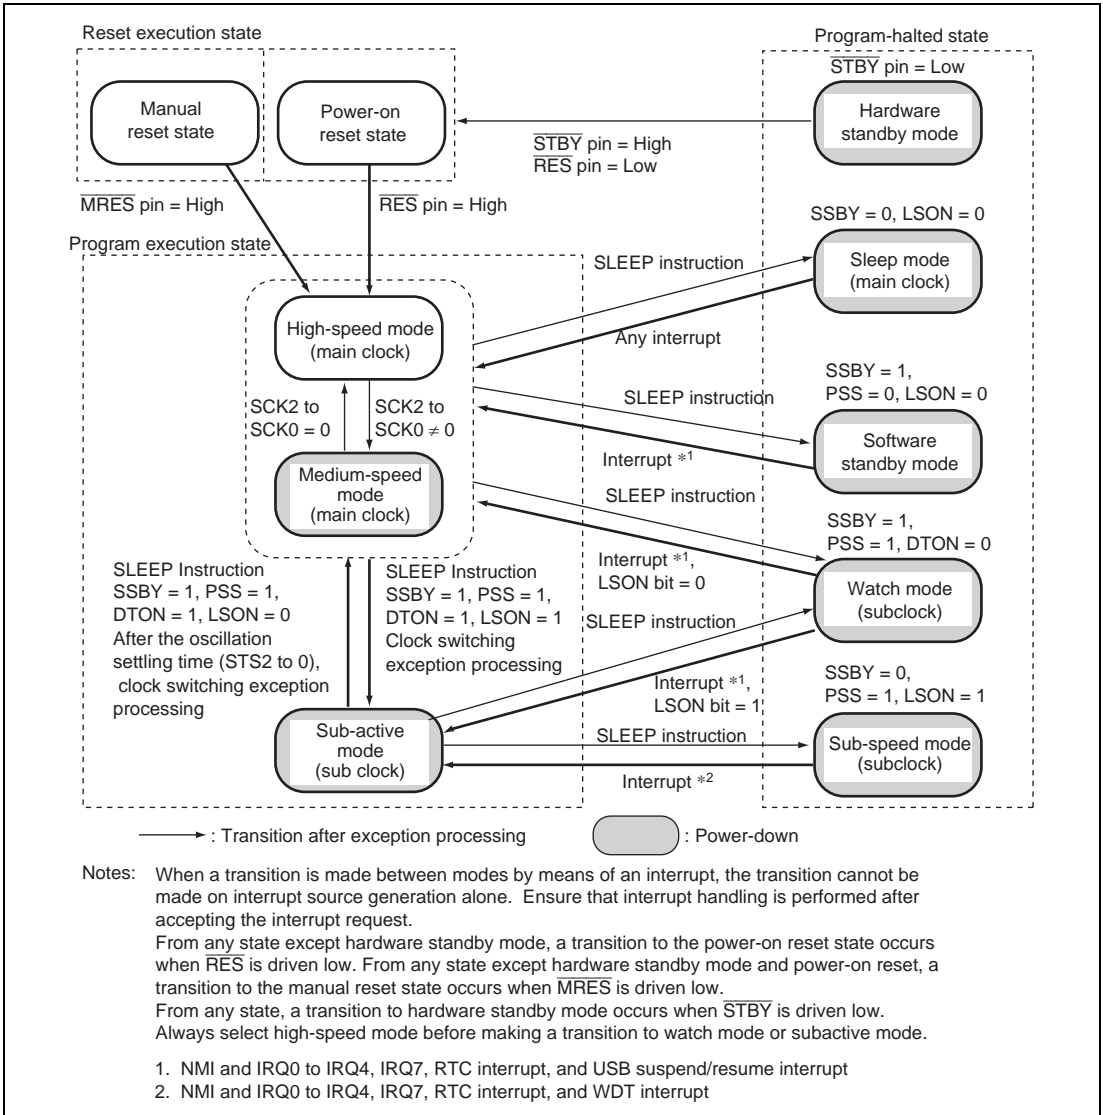 Reset execution state
Program-halted state
Manual
reset state
Power-on
reset state
STBY pin = Low
Hardware
standby mode
STBY pin = High
RES pin = Low
MRES pin = High
RES pin = High
Program execution state
SSBY = 0, LSON = 0
SLEEP instruction
Sleep mode
(main clock)
Any interrupt
High-speed mode
(main clock)
SSBY = 1,
PSS = 0, LSON = 0
SLEEP instruction
SCK2 to
SCK0 = 0
SCK2 to
SCK0 ≠ 0
Software
standby mode
Interrupt *1
Medium-speed
mode
(main clock)
SLEEP instruction
SSBY = 1,
PSS = 1, DTON = 0
Interrupt *1,
LSON bit = 0
Watch mode
(subclock)
SLEEP Instruction
SSBY = 1, PSS = 1,
DTON = 1, LSON = 0
After the oscillation
settling time (STS2 to 0),
clock switching exception
processing
SLEEP Instruction
SSBY = 1, PSS = 1,
DTON = 1, LSON = 1
Clock switching
exception processing
SLEEP instruction
Interrupt *1,
LSON bit = 1
SSBY = 0,
PSS = 1, LSON = 1
Sub-active
mode
(sub clock)
SLEEP instruction
Sub-speed mode
(subclock)
Interrupt *2
: Transition after exception processing
: Power-down
Notes: When a transition is made between modes by means of an interrupt, the transition cannot be
made on interrupt source generation alone. Ensure that interrupt handling is performed after
accepting the interrupt request.
From any state except hardware standby mode, a transition to the power-on reset state occurs
when RES is driven low. From any state except hardware standby mode and power-on reset, a
transition to the manual reset state occurs when MRES is driven low.
From any state, a transition to hardware standby mode occurs when STBY is driven low.
Always select high-speed mode before making a transition to watch mode or subactive mode.
1. NMI and IRQ0 to IRQ4, IRQ7, RTC interrupt, and USB suspend/resume interrupt
2. NMI and IRQ0 to IRQ4, IRQ7, RTC interrupt, and WDT interrupt